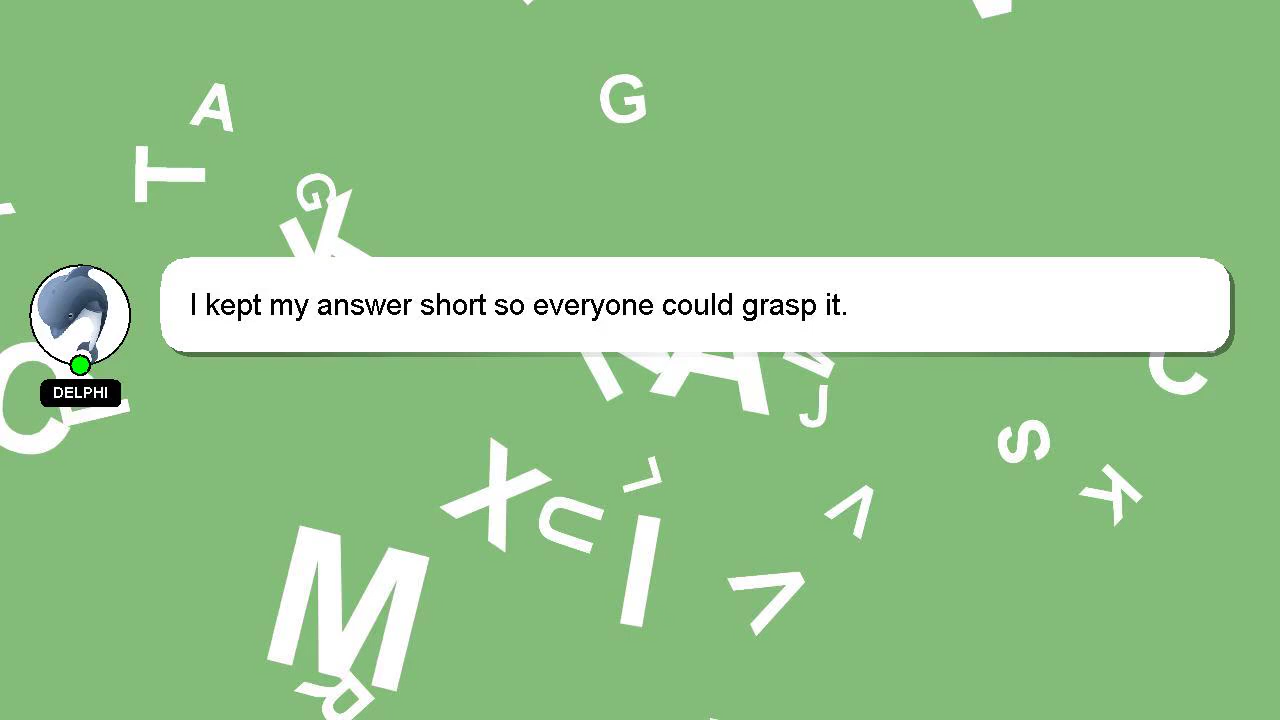 I kept my answer short so everyone could grasp it.
DELPHI
A
G
T
G
K
A
J
C
S
K
X
U
L
I
V
V
M
R
C